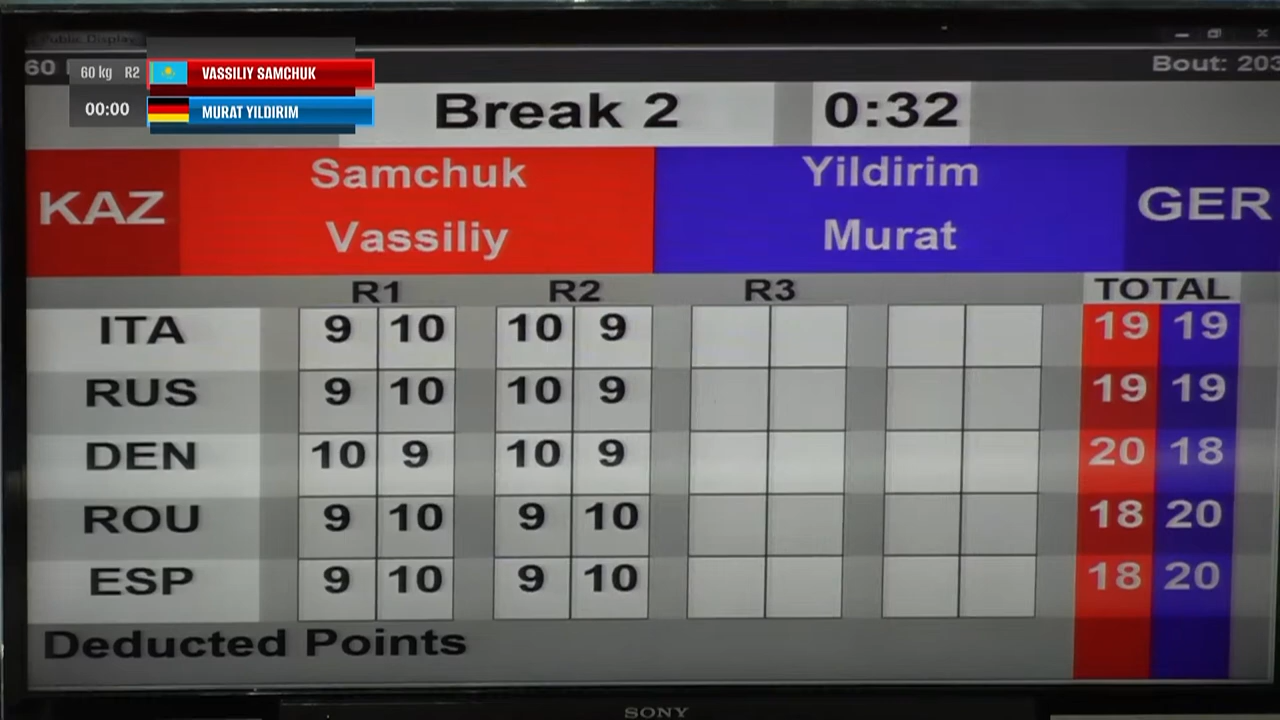 Public Display
60
Bout: 203
60 kg R2
VASSILIY SAMCHUK
00:00
MURAT YILDIRIM
Break 2 0:32
KAZ
Samchuk
Vassiliy
Yildirim
Murat
GER
R1 R2 R3 TOTAL
ITA 9 10 10 9 19 19
RUS 9 10 10 9 19 19
DEN 10 9 10 9 20 18
ROU 9 10 9 10 18 20
ESP 9 10 9 10 18 20
Deducted Points
SONY